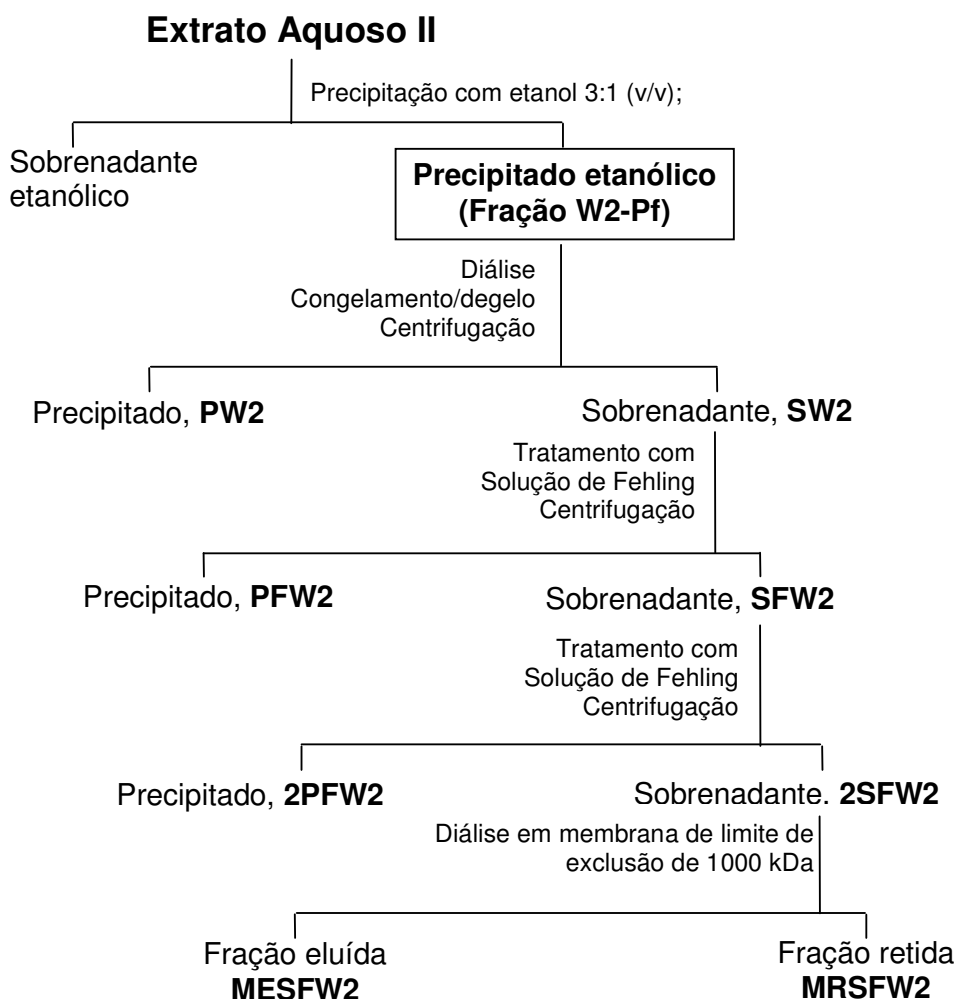 Extrato Aquoso II
Precipitação com etanol 3:1 (v/v);
Sobrenadante
etanólico
Precipitado etanólico
(Fração W2-Pf)
Diálise
Congelamento/degelo
Centrifugação
Precipitado, PW2
Sobrenadante, SW2
Tratamento com
Solução de Fehling
Centrifugação
Precipitado, PFW2
Sobrenadante, SFW2
Tratamento com
Solução de Fehling
Centrifugação
Precipitado, 2PFW2
Sobrenadante. 2SFW2
Diálise em membrana de limite de
exclusão de 1000 kDa
Fração eluída
MESFW2
Fração retida
MRSFW2